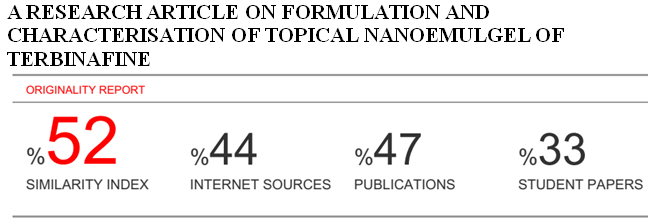 A RESEARCH ARTICLE ON FORMULATION AND
CHARACTERISATION OF TOPICAL NANOEMULGEL OF
TERBINAFINE
ORIGINALITY REPORT
%52 %44 %47 %33
SIMILARITY INDEX INTERNET SOURCES PUBLICATIONS STUDENT PAPERS